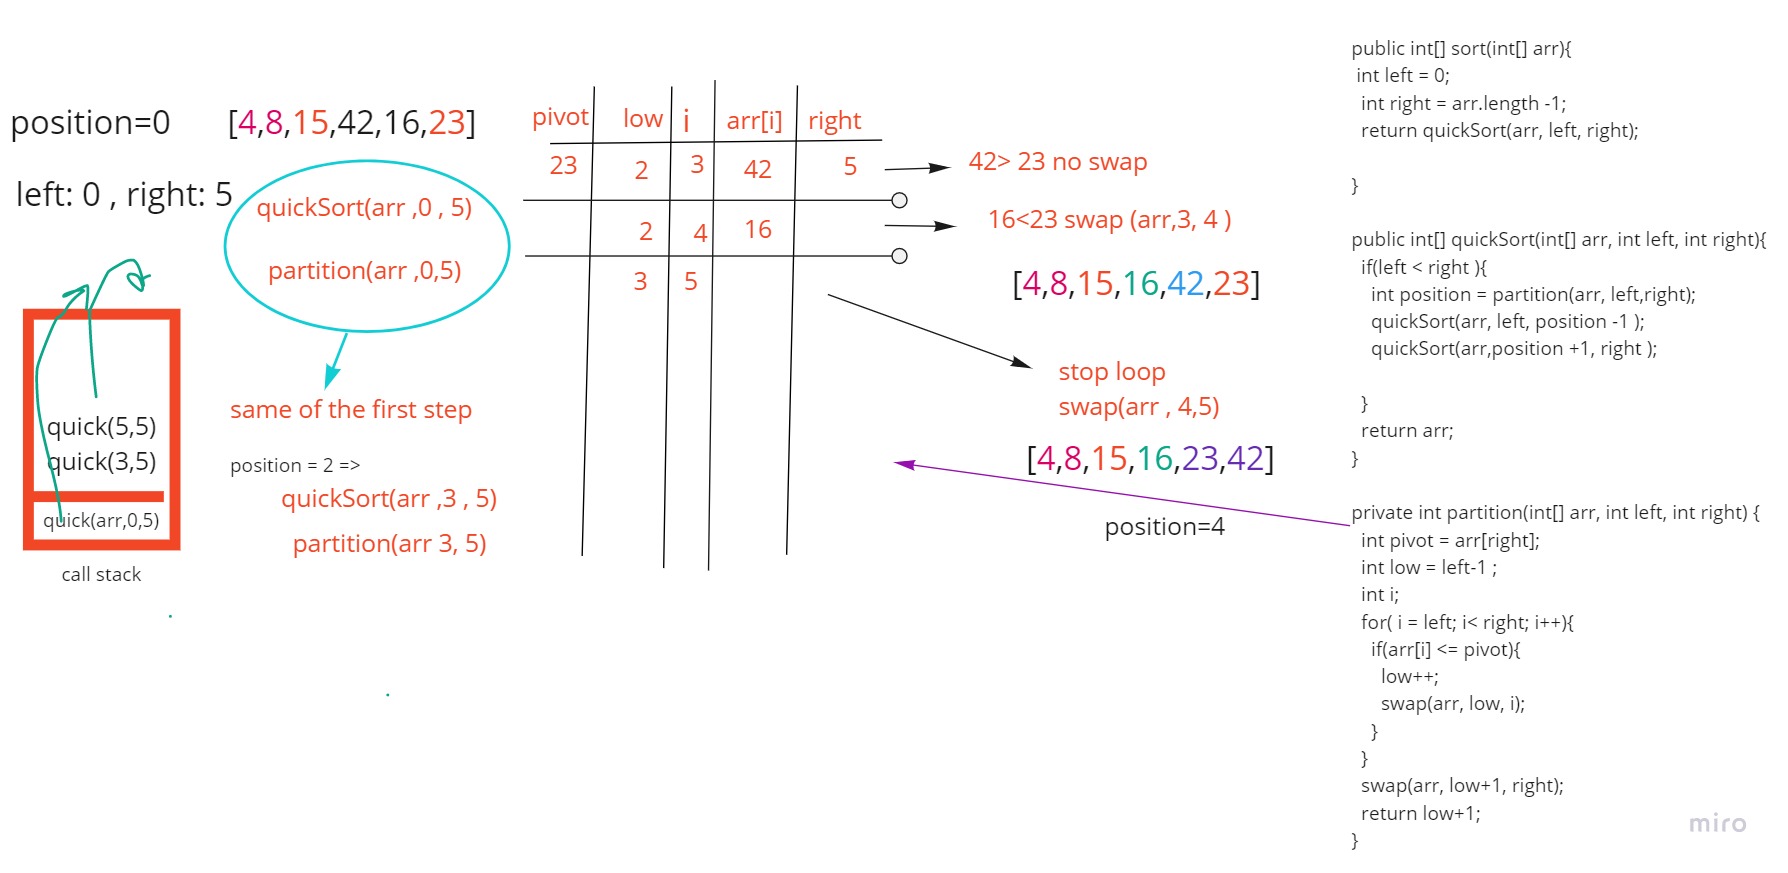 position=0
[4,8,15,42,16,23]
left: 0 , right: 5
quickSort(arr ,0 , 5)
partition(arr ,0,5)
same of the first step
position = 2 =>
quickSort(arr ,3 , 5)
partition(arr 3, 5)
quick(5,5)
quick(3,5)
quick(arr,0,5)
call stack
pivot low i arr[i] right
23 2 3 42 5
2 4 16
3 5
42> 23 no swap
16<23 swap (arr,3, 4 )
[4,8,15,16,42,23]
stop loop
swap(arr , 4,5)
[4,8,15,16,23,42]
position=4
public int[] sort(int[] arr){
int left = 0;
int right = arr.length -1;
return quickSort(arr, left, right);
}
public int[] quickSort(int[] arr, int left, int right){
if(left < right ){
int position = partition(arr, left,right);
quickSort(arr, left, position -1 );
quickSort(arr,position +1, right );
}
return arr;
}
private int partition(int[] arr, int left, int right) {
int pivot = arr[right];
int low = left-1 ;
int i;
for( i = left; i< right; i++){
if(arr[i] <= pivot){
low++;
swap(arr, low, i);
}
}
swap(arr, low+1, right);
return low+1;
}
miro